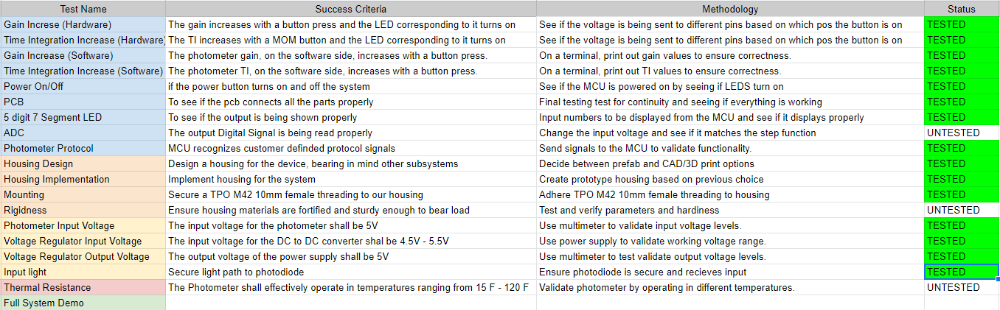 Test Name Success Criteria Methodology Status
Gain Increse (Hardware) The gain increases with a button press and the LED corresponding to it turns on See if the voltage is being sent to different pins based on which pos the button is on TESTED
Time Integration Increase (Hardware) The TI increases with a MOM button and the LED corresponding to it turns on See if the voltage is being sent to different pins based on which pos the button is on TESTED
Gain Increase (Software) The photometer gain, on the software side, increases with a button press. On a terminal, print out gain values to ensure correctness. TESTED
Time Integration Increase (Software) The photometer TI, on the software side, increases with a button press. On a terminal, print out TI values to ensure correctness. TESTED
Power On/Off if the power button turns on and off the system See if the MCU is powered on by seeing if LEDS turn on TESTED
PCB To see if the pcb connects all the parts properly Final testing test for continuity and seeing if everything is working TESTED
5 digit 7 Segment LED To see if the output is being shown properly Input numbers to be displayed from the MCU and see if it displays properly TESTED
ADC The output Digital Signal is being read properly Change the input voltage and see if it matches the step function UNTESTED
Photometer Protocol MCU recognizes customer definded protocol signals Send signals to the MCU to validate functionality. TESTED
Housing Design Design a housing for the device, bearing in mind other subsystems Decide between prefab and CAD/3D print options TESTED
Housing Implementation Implement housing for the system Create prototype housing based on previous choice TESTED
Mounting Secure a TPO M42 10mm female threading to our housing Adhere TPO M42 10mm female threading to housing TESTED
Rigidness Ensure housing materials are fortified and sturdy enough to bear load Test and verify parameters and hardiness UNTESTED
Photometer Input Voltage The input voltage for the photometer shall be 5V Use multimeter to validate input voltage levels. TESTED
Voltage Regulator Input Voltage The input voltage for the DC to DC converter shal be 4.5V - 5.5V Use power supply to validate working voltage range. TESTED
Voltage Regulator Output Voltage The output voltage of the power supply shall be 5V Use multimeter to test validate output voltage levels. TESTED
Input light Secure light path to photodiode Ensure photodiode is secure and recieves input TESTED
Thermal Resistance The Photometer shall effectively operate in temperatures ranging from 15 F - 120 F Validate photometer by operating in different temperatures. UNTESTED
Full System Demo